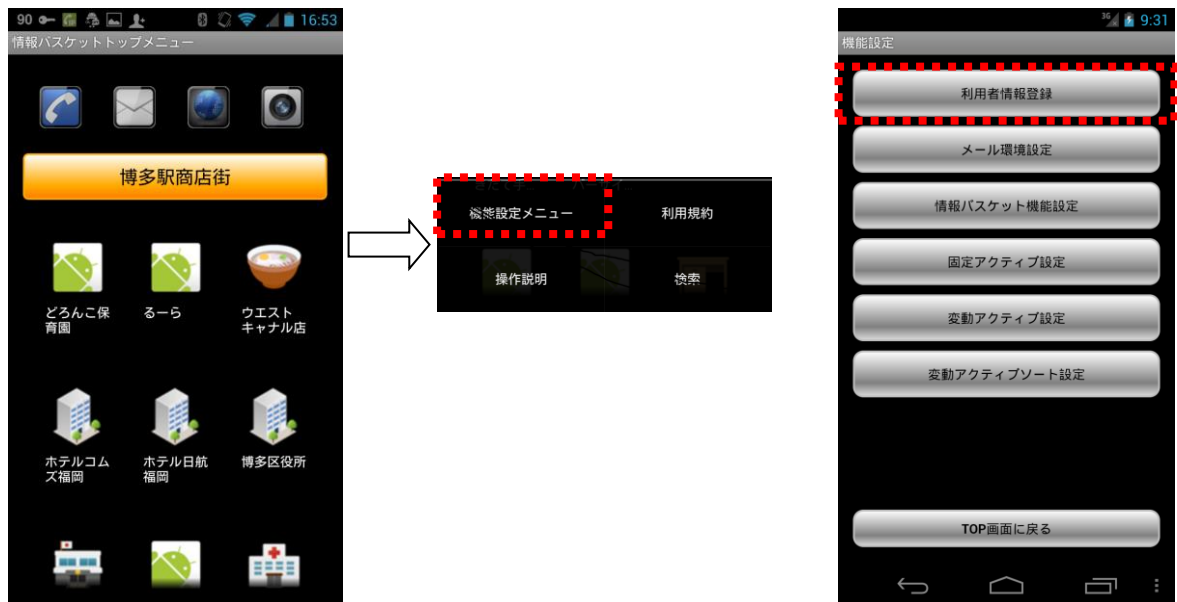 90
16:53
情報バスケットトップメニュー
博多駅商店街
どろんこ保
育園
るーら
ウエスト
キャナル店
ホテルコム
ズ福岡
ホテル日航
福岡
博多区役所
機能設定メニュー
利用規約
操作説明
検索
3G
9:31
機能設定
利用者情報登録
メール環境設定
情報バスケット機能設定
固定アクティブ設定
変動アクティブ設定
変動アクティブソート設定
TOP画面に戻る